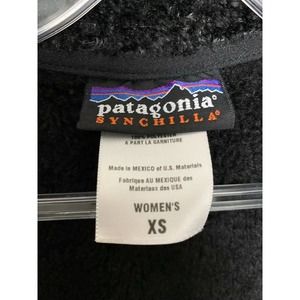 patagonia®
SYNCHILLA®
100% POLYESTER
À PART LA GARNITURE
Made in MEXICO of U.S. Materials
Fabrique AU MEXIQUE des
Materiaux des USA
WOMEN'S
XS